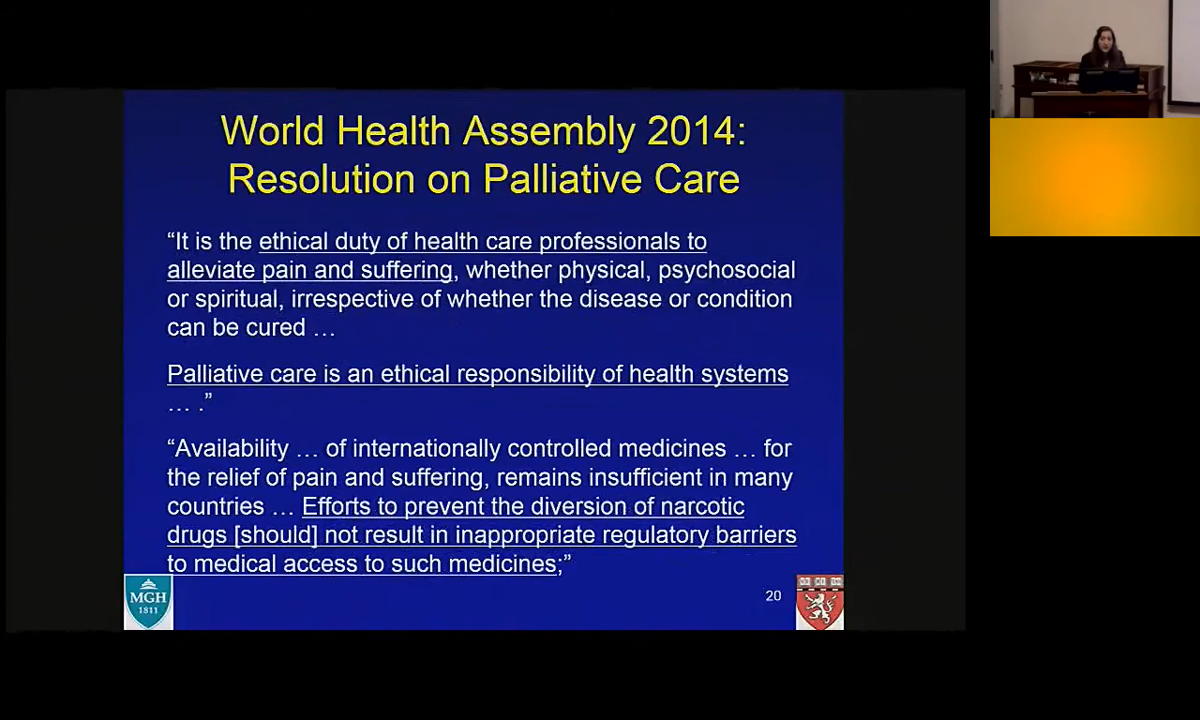 World Health Assembly 2014:
Resolution on Palliative Care
“It is the ethical duty of health care professionals to
alleviate pain and suffering, whether physical, psychosocial
or spiritual, irrespective of whether the disease or condition
can be cured …
Palliative care is an ethical responsibility of health systems
… .”
“Availability … of internationally controlled medicines … for
the relief of pain and suffering, remains insufficient in many
countries … Efforts to prevent the diversion of narcotic
drugs [should] not result in inappropriate regulatory barriers
to medical access to such medicines;”
MGH
1811
20